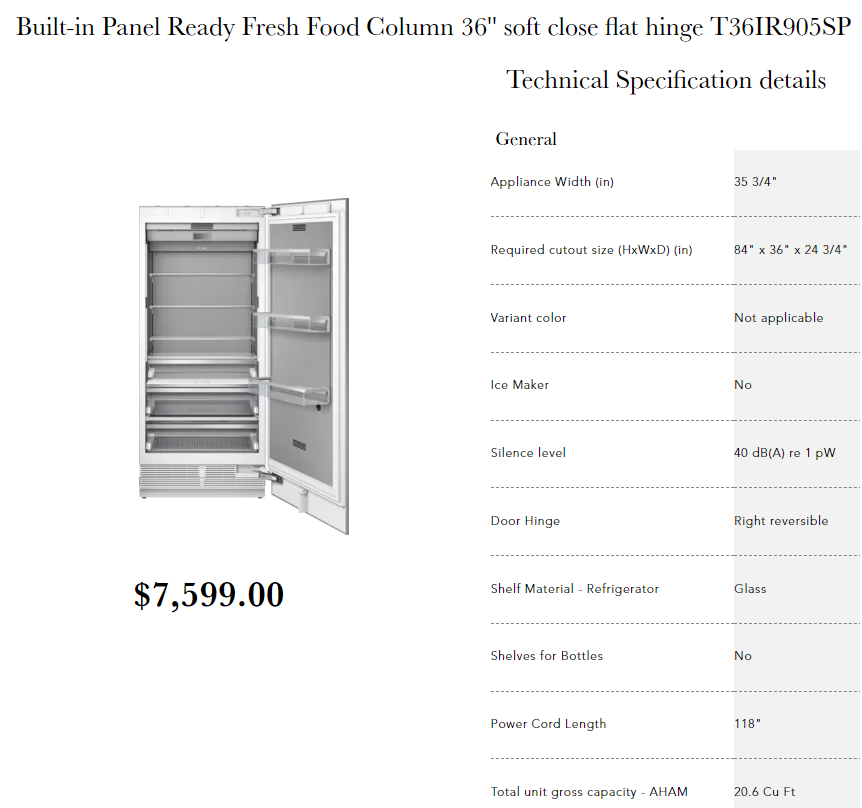 Built-in Panel Ready Fresh Food Column 36" soft close flat hinge T36IR905SP
Technical Specification details
General
Appliance Width (in) 35 3/4"
Required cutout size (HxWxD) (in) 84" x 36" x 24 3/4"
Variant color Not applicable
Ice Maker No
Silence level 40 dB(A) re 1 pW
Door Hinge Right reversible
$7,599.00
Shelf Material - Refrigerator Glass
Shelves for Bottles No
Power Cord Length 118"
Total unit gross capacity - AHAM 20.6 Cu Ft